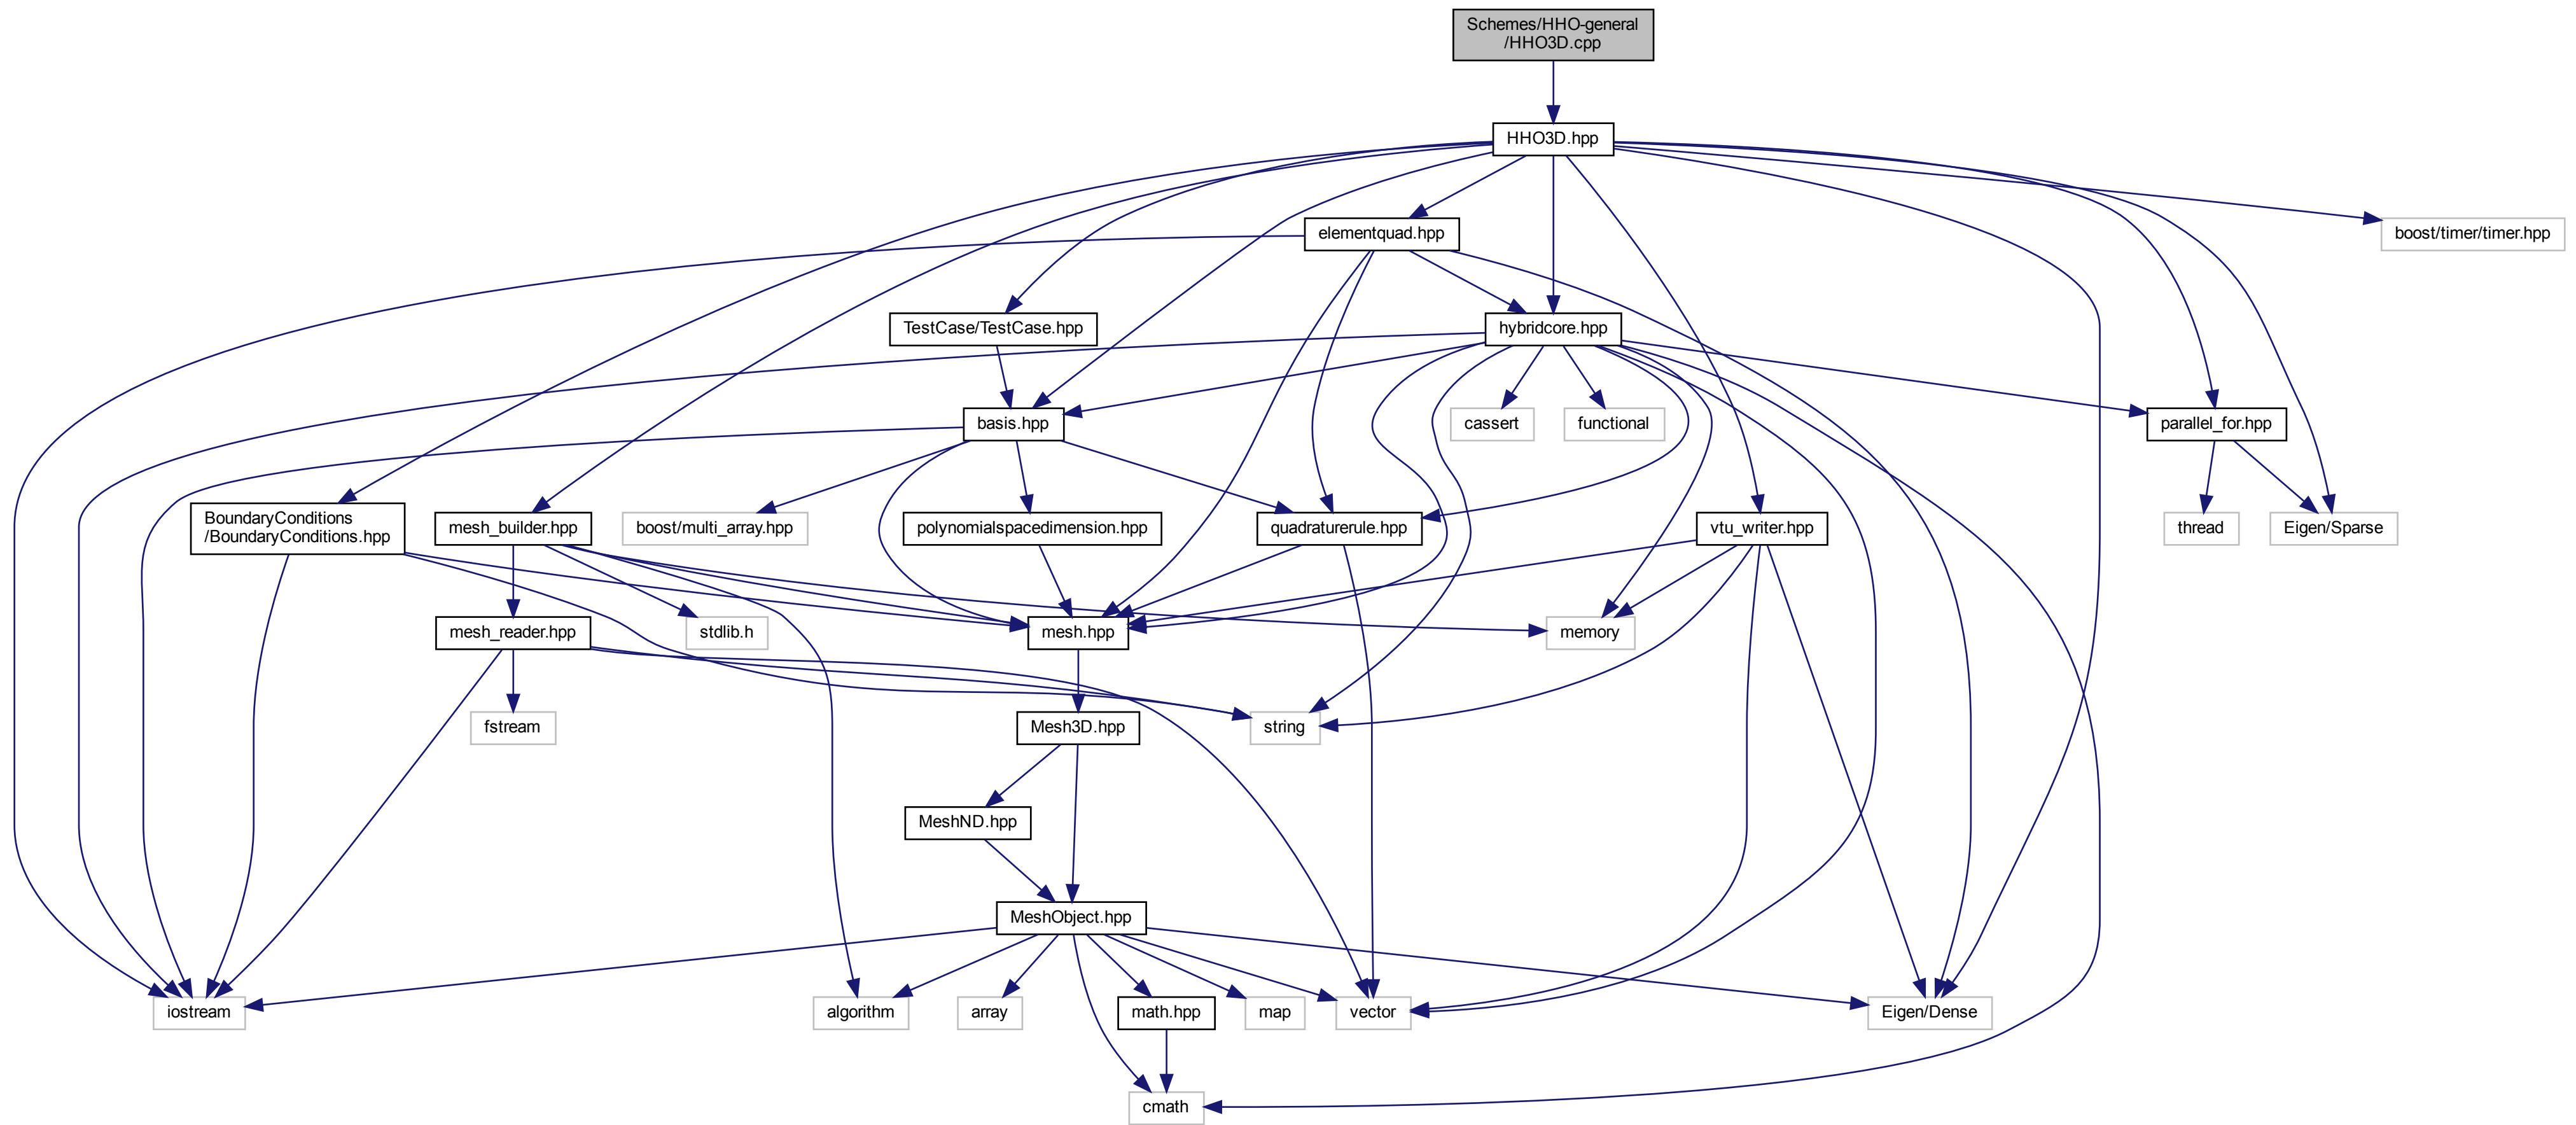 Schemes/HHO-general
/HHO3D.cpp
HHO3D.hpp
elementquad.hpp
boost/timer/timer.hpp
TestCase/TestCase.hpp
hybridcore.hpp
basis.hpp
cassert
functional
parallel_for.hpp
BoundaryConditions
/BoundaryConditions.hpp
mesh_builder.hpp
boost/multi_array.hpp
polynomialspacedimension.hpp
quadraturerule.hpp
vtu_writer.hpp
thread
Eigen/Sparse
mesh_reader.hpp
stdlib.h
mesh.hpp
memory
fstream
Mesh3D.hpp
string
MeshND.hpp
MeshObject.hpp
iostream
algorithm
array
math.hpp
map
vector
Eigen/Dense
cmath